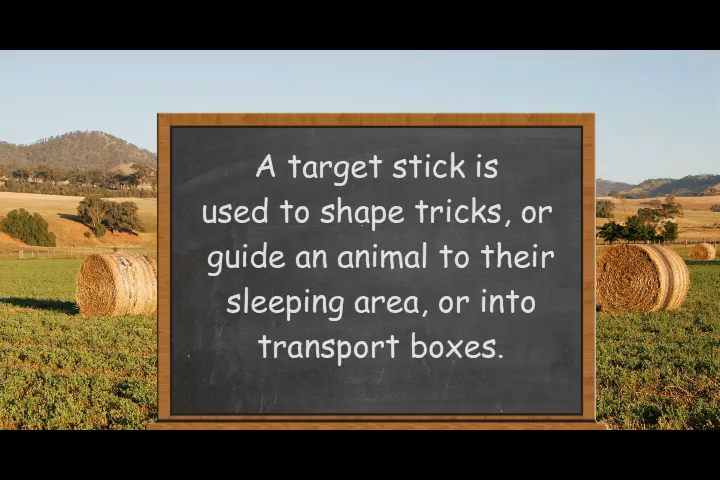 A target stick is
used to shape tricks, or
guide an animal to their
sleeping area, or into
transport boxes.